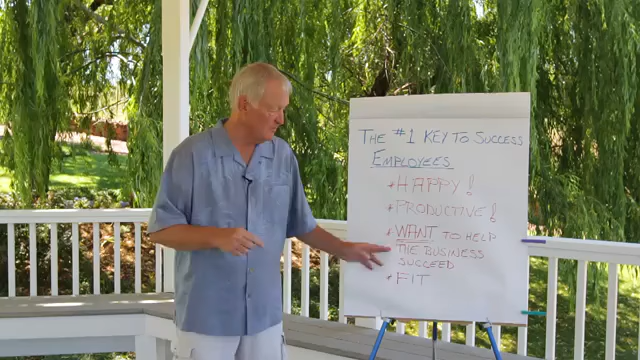 THE #1 KEY TO SUCCESS
EMPLOYEES
* HAPPY!
* PRODUCTIVE!
* WANT TO HELP
THE BUSINESS
SUCCEED
* FIT